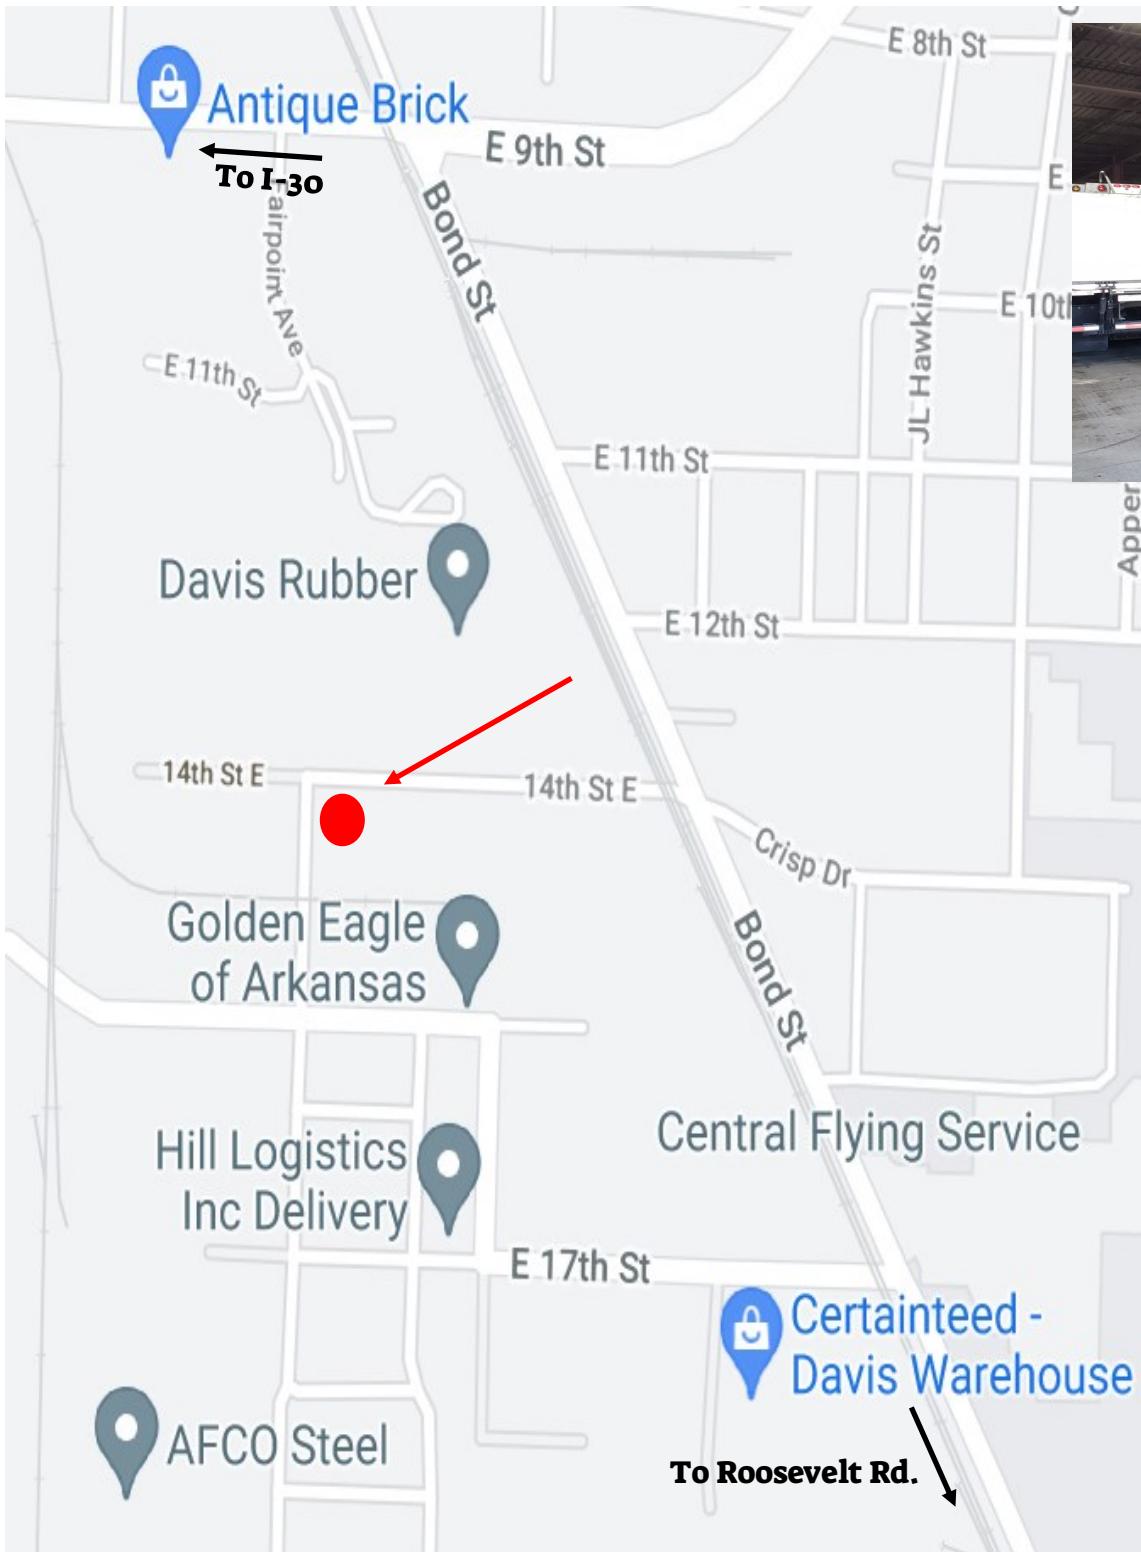 E 8th St
Antique Brick
E 9th St
To I-30
Fairpoint Ave
Bond St
JL Hawkins St
E 11th St
E 11th St
Davis Rubber
E 12th St
14th St E
14th St E
Crisp Dr
Golden Eagle
of Arkansas
Bond St
Central Flying Service
Hill Logistics
Inc Delivery
E 17th St
Certainteed -
Davis Warehouse
AFCO Steel
To Roosevelt Rd.